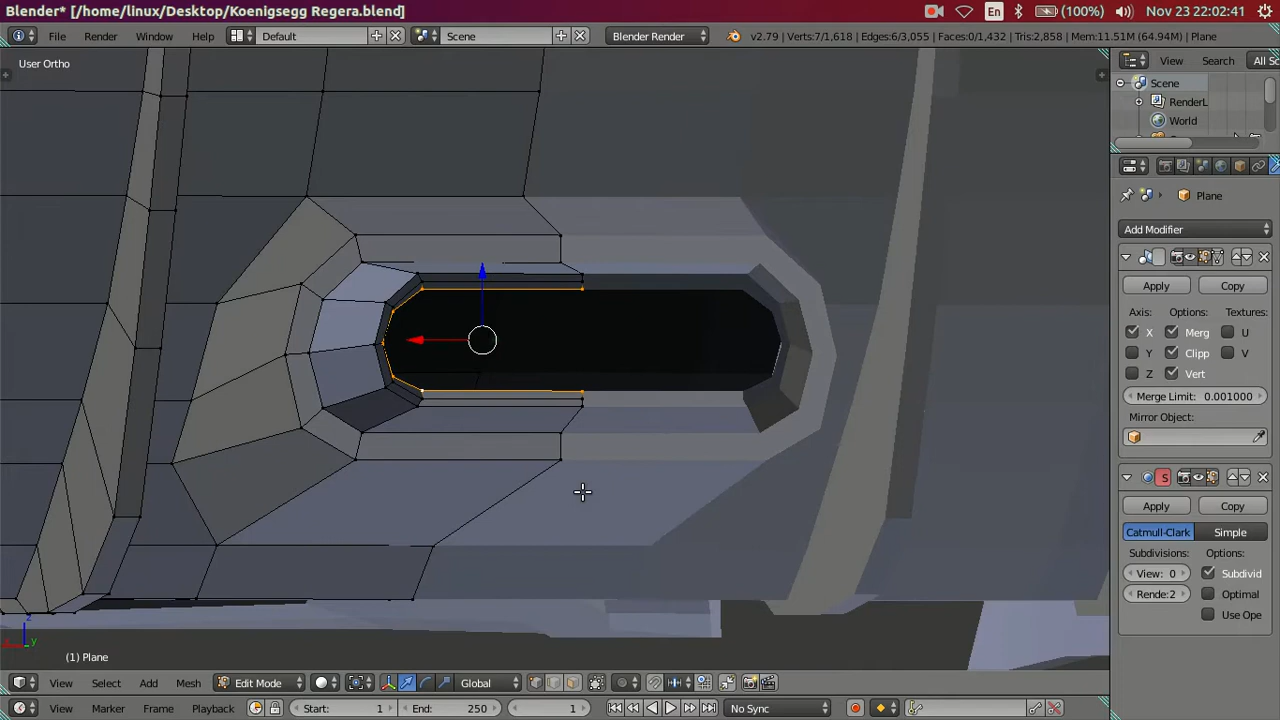 Blender* [/home/linux/Desktop/Koenigsegg Regera.blend]
En (100%) Nov 23 22:02:41
File Render Window Help Default Scene Blender Render v2.79 | Verts:7/1,618 | Edges:6/3,055 | Faces:0/1,432 | Tris:2,858 | Mem:11.51M (64.94M) | Plane
User Ortho
View Search All Sc
Scene
RenderL
World
Plane
Add Modifier
Apply Copy
Axis: Options: Textures:
X Merg U
Y Clipp V
Z Vert
Merge Limit: 0.001000
Mirror Object:
S
Apply Copy
Catmull-Clark Simple
Subdivisions: Options:
View: 0 Subdivid
Rende:2 Optimal
Use Ope
z
x y
(1) Plane
View Select Add Mesh Edit Mode Global
View Marker Frame Playback Start: 1 End: 250 1 No Sync